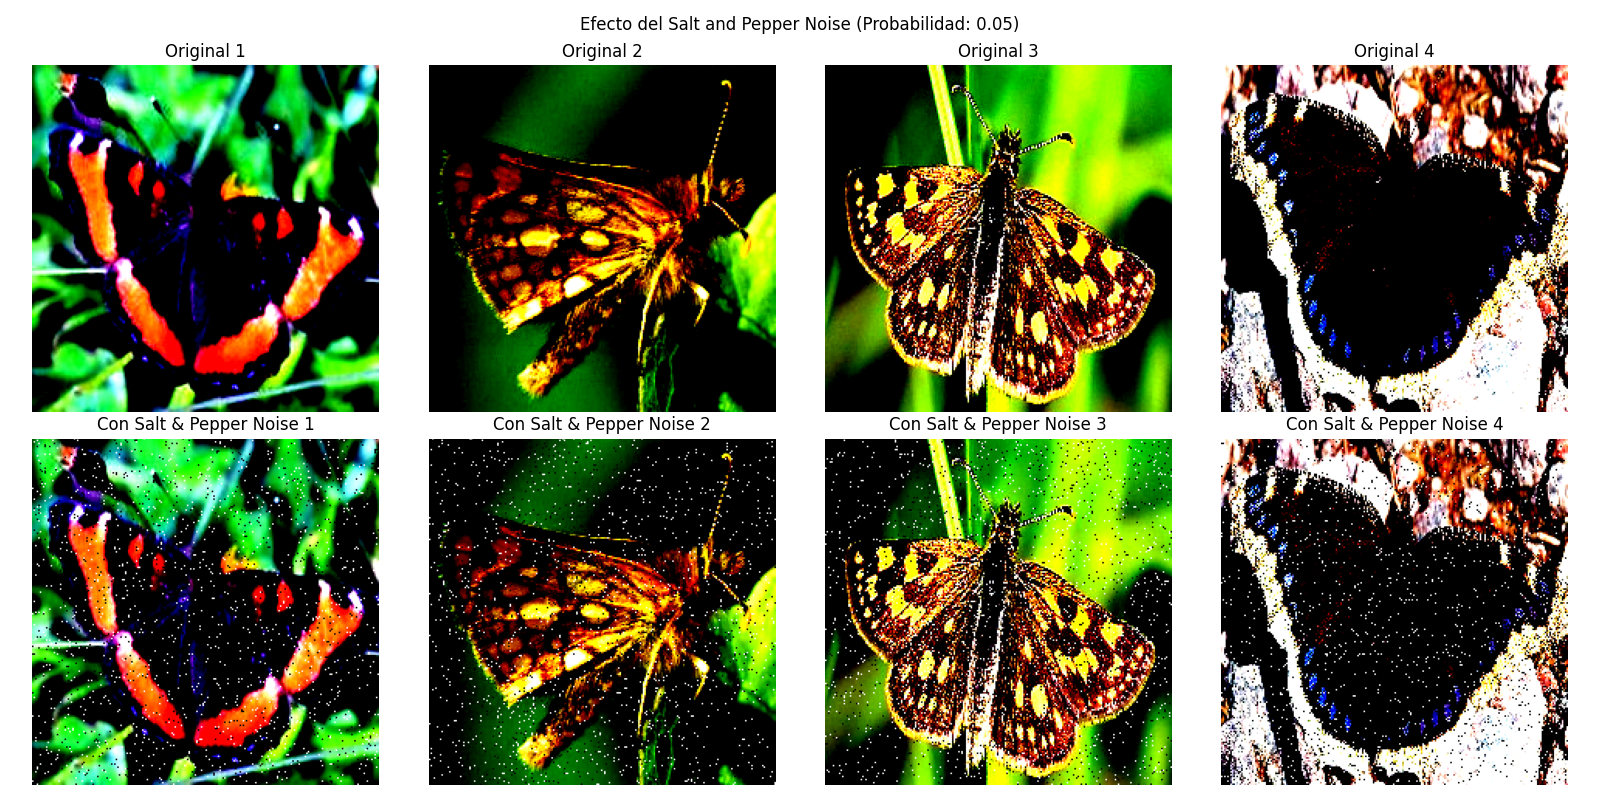 Efecto del Salt and Pepper Noise (Probabilidad: 0.05)
Original 1
Original 2
Original 3
Original 4
Con Salt & Pepper Noise 1
Con Salt & Pepper Noise 2
Con Salt & Pepper Noise 3
Con Salt & Pepper Noise 4